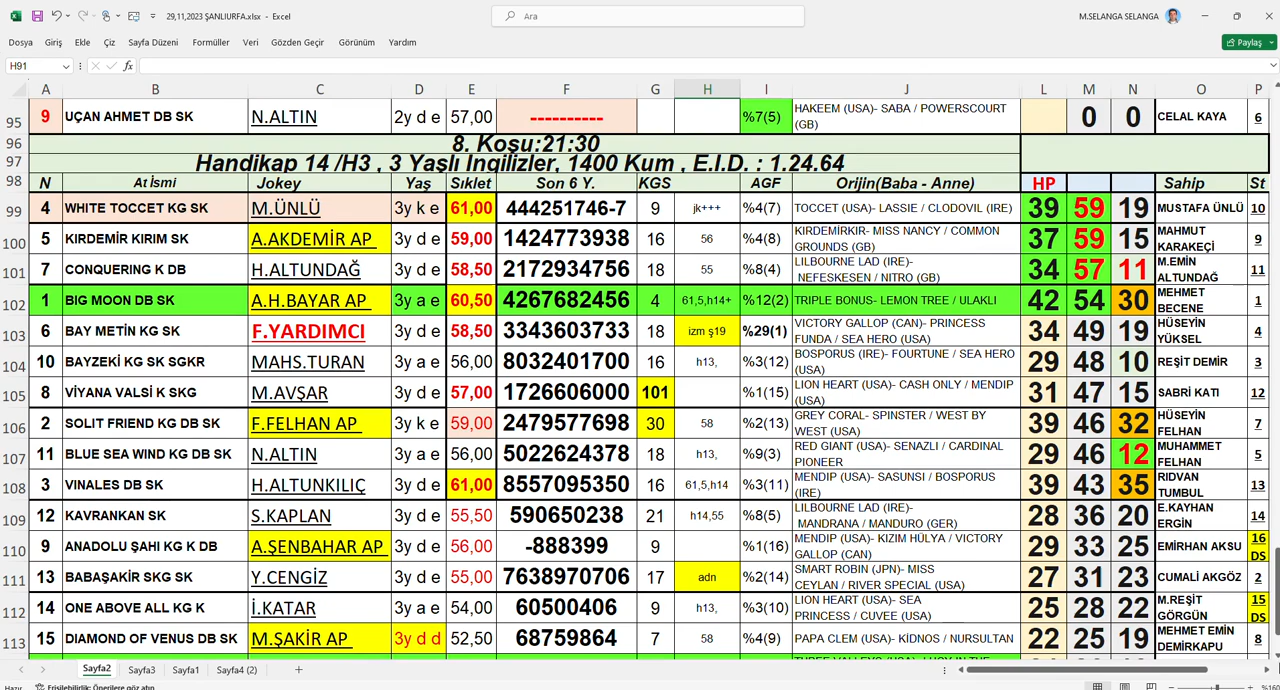 29,11,2023 ŞANLIURFA.xlsx - Excel
Ara
M.SELANGA SELANGA
Dosya Giriş Ekle Çiz Sayfa Düzeni Formüller Veri Gözden Geçir Görünüm Yardım
Paylaş
H91
fx
A B C D E F G H I J L M N O P
95 9 UÇAN AHMET DB SK N.ALTIN 2y d e 57,00 ---------- %7(5) HAKEEM (USA)- SABA / POWERSCOURT (GB) 0 0 CELAL KAYA 6
96 8. Koşu:21:30
97 Handikap 14 /H3 , 3 Yaşlı Ingilizler, 1400 Kum , E.I.D. : 1.24.64
98 N At İsmi Jokey Yaş Sıklet Son 6 Y. KGS AGF Orijin(Baba - Anne) HP Sahip St
99 4 WHITE TOCCET KG SK M.ÜNLÜ 3y k e 61,00 444251746-7 9 jk+++ %4(7) TOCCET (USA)- LASSIE / CLODOVIL (IRE) 39 59 19 MUSTAFA ÜNLÜ 10
100 5 KIRDEMİR KIRIM SK A.AKDEMİR AP 3y d e 59,00 1424773938 16 56 %4(8) KIRDEMİRKIR- MISS NANCY / COMMON GROUNDS (GB) 37 59 15 MAHMUT KARAKEÇİ 9
101 7 CONQUERING K DB H.ALTUNDAĞ 3y d e 58,50 2172934756 18 55 %8(4) LILBOURNE LAD (IRE)- NEFESKESEN / NITRO (GB) 34 57 11 M.EMİN ALTUNDAĞ 11
102 1 BIG MOON DB SK A.H.BAYAR AP 3y a e 60,50 4267682456 4 61,5,h14+ %12(2) TRIPLE BONUS- LEMON TREE / ULAKLI 42 54 30 MEHMET BECENE 1
103 6 BAY METİN KG SK F.YARDIMCI 3y d e 58,50 3343603733 18 izm ş19 %29(1) VICTORY GALLOP (CAN)- PRINCESS FUNDA / SEA HERO (USA) 34 49 19 HÜSEYİN YÜKSEL 4
104 10 BAYZEKİ KG SK SGKR MAHS.TURAN 3y a e 56,00 8032401700 16 h13, %3(12) BOSPORUS (IRE)- FOURTUNE / SEA HERO (USA) 29 48 10 REŞİT DEMİR 3
105 8 VİYANA VALSİ K SKG M.AVŞAR 3y d e 57,00 1726606000 101 %1(15) LION HEART (USA)- CASH ONLY / MENDIP (USA) 31 47 15 SABRİ KATI 12
106 2 SOLIT FRIEND KG DB SK F.FELHAN AP 3y k e 59,00 2479577698 30 58 %2(13) GREY CORAL- SPINSTER / WEST BY WEST (USA) 39 46 32 HÜSEYİN FELHAN 7
107 11 BLUE SEA WIND KG DB SK N.ALTIN 3y a e 56,00 5022624378 18 h13, %9(3) RED GIANT (USA)- SENAZLI / CARDINAL PIONEER 29 46 12 MUHAMMET FELHAN 5
108 3 VINALES DB SK H.ALTUNKILIÇ 3y d e 61,00 8557095350 16 61,5,h14 %3(11) MENDIP (USA)- SASUNSI / BOSPORUS (IRE) 39 43 35 RIDVAN TUMBUL 13
109 12 KAVRANKAN SK S.KAPLAN 3y d e 55,50 590650238 21 h14,55 %8(5) LILBOURNE LAD (IRE)- MANDRANA / MANDURO (GER) 28 36 20 E.KAYHAN ERGİN 14
110 9 ANADOLU ŞAHI KG K DB A.ŞENBAHAR AP 3y d e 56,00 -888399 9 %1(16) MENDIP (USA)- KIZIM HÜLYA / VICTORY GALLOP (CAN) 29 33 25 EMİRHAN AKSU 16 DS
111 13 BABAŞAKİR SKG SK Y.CENGİZ 3y d e 55,00 7638970706 17 adn %2(14) SMART ROBIN (JPN)- MISS CEYLAN / RIVER SPECIAL (USA) 27 31 23 CUMALİ AKGÖZ 2
112 14 ONE ABOVE ALL KG K İ.KATAR 3y a e 54,00 60500406 9 h13, %3(10) LION HEART (USA)- SEA PRINCESS / CUVEE (USA) 25 28 22 M.REŞİT GÖRGÜN 15 DS
113 15 DIAMOND OF VENUS DB SK M.ŞAKİR AP 3y d d 52,50 68759864 7 58 %4(9) PAPA CLEM (USA)- KİDNOS / NURSULTAN 22 25 19 MEHMET EMİN DEMİRKAPU 8
Sayfa2 Sayfa3 Sayfa1 Sayfa4 (2)